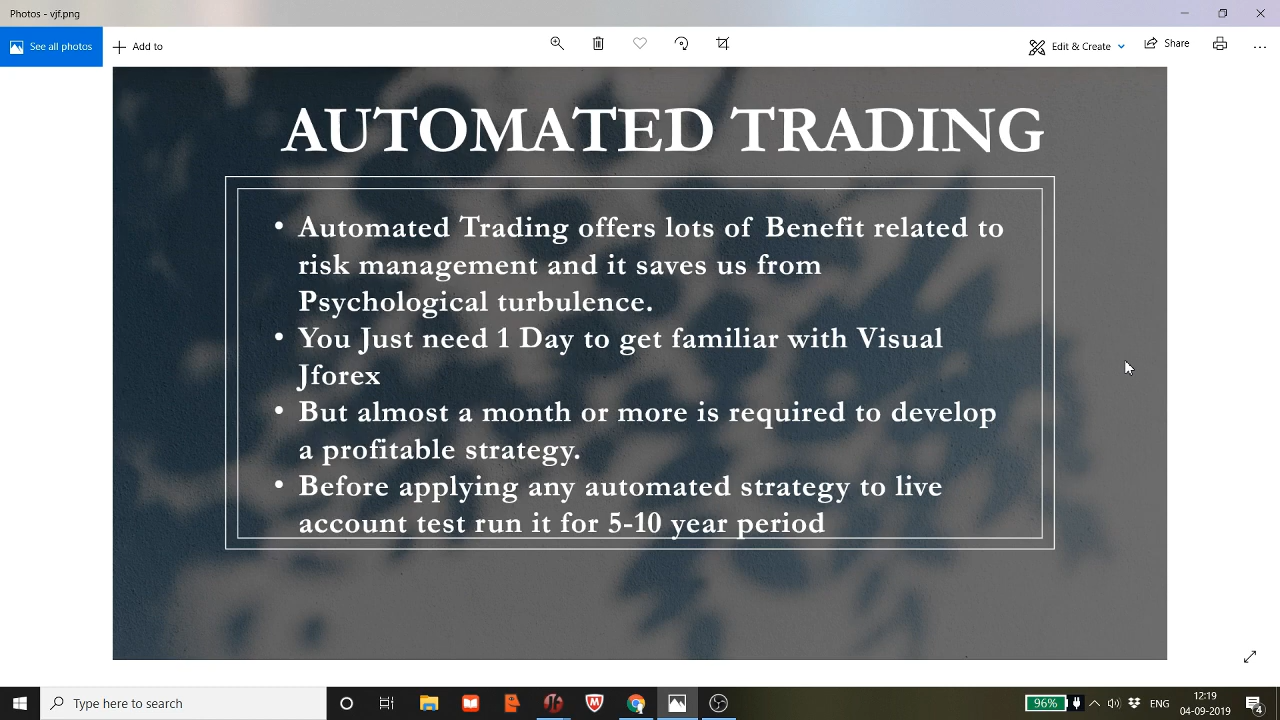 Photos - vjf.png
See all photos
Add to
Edit & Create
Share
AUTOMATED TRADING
• Automated Trading offers lots of Benefit related to
risk management and it saves us from
Psychological turbulence.
• You Just need 1 Day to get familiar with Visual
Jforex
• But almost a month or more is required to develop
a profitable strategy.
• Before applying any automated strategy to live
account test run it for 5-10 year period
Type here to search
96%
ENG
12:19
04-09-2019
4